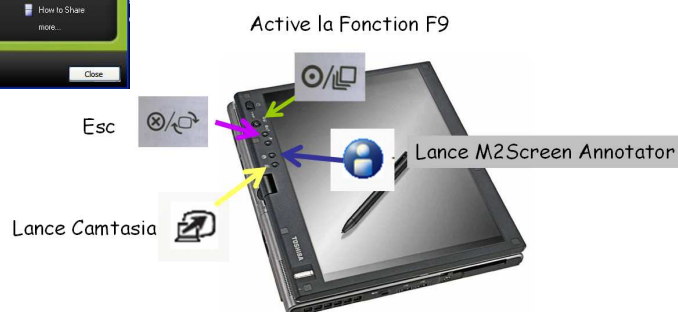 How to Share
more...
Close
Active la Fonction F9
Esc
Lance M2Screen Annotator
Lance Camtasia
TOSHIBA